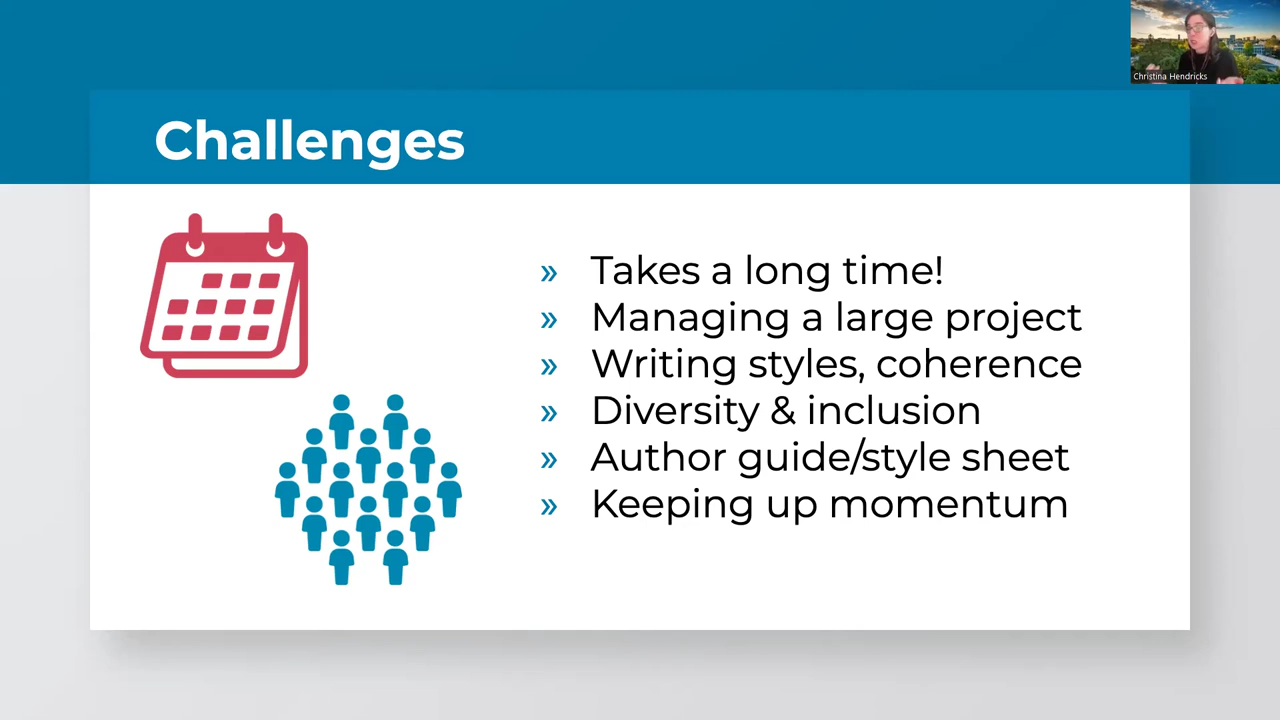 Christina Hendricks
Challenges
» Takes a long time!
» Managing a large project
» Writing styles, coherence
» Diversity & inclusion
» Author guide/style sheet
» Keeping up momentum